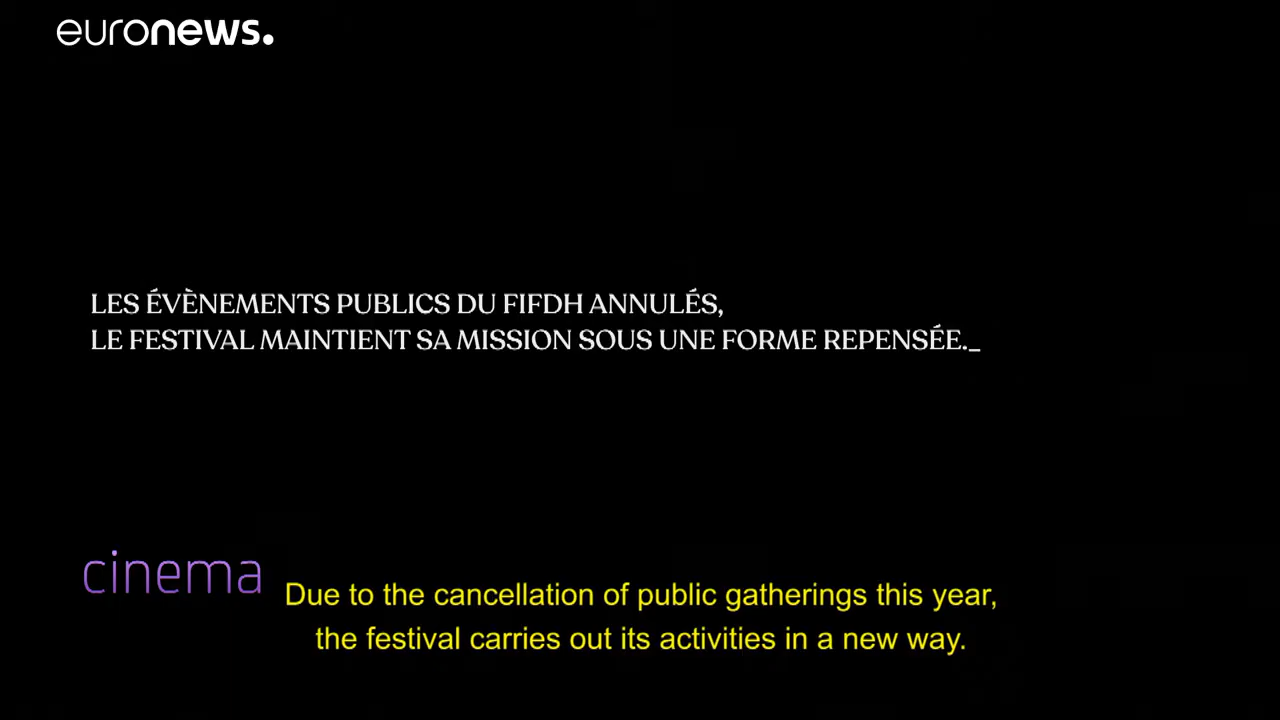 euronews.
LES ÉVÈNEMENTS PUBLICS DU FIFDH ANNULÉS,
LE FESTIVAL MAINTIENT SA MISSION SOUS UNE FORME REPENSÉE._
cinema
Due to the cancellation of public gatherings this year,
the festival carries out its activities in a new way.